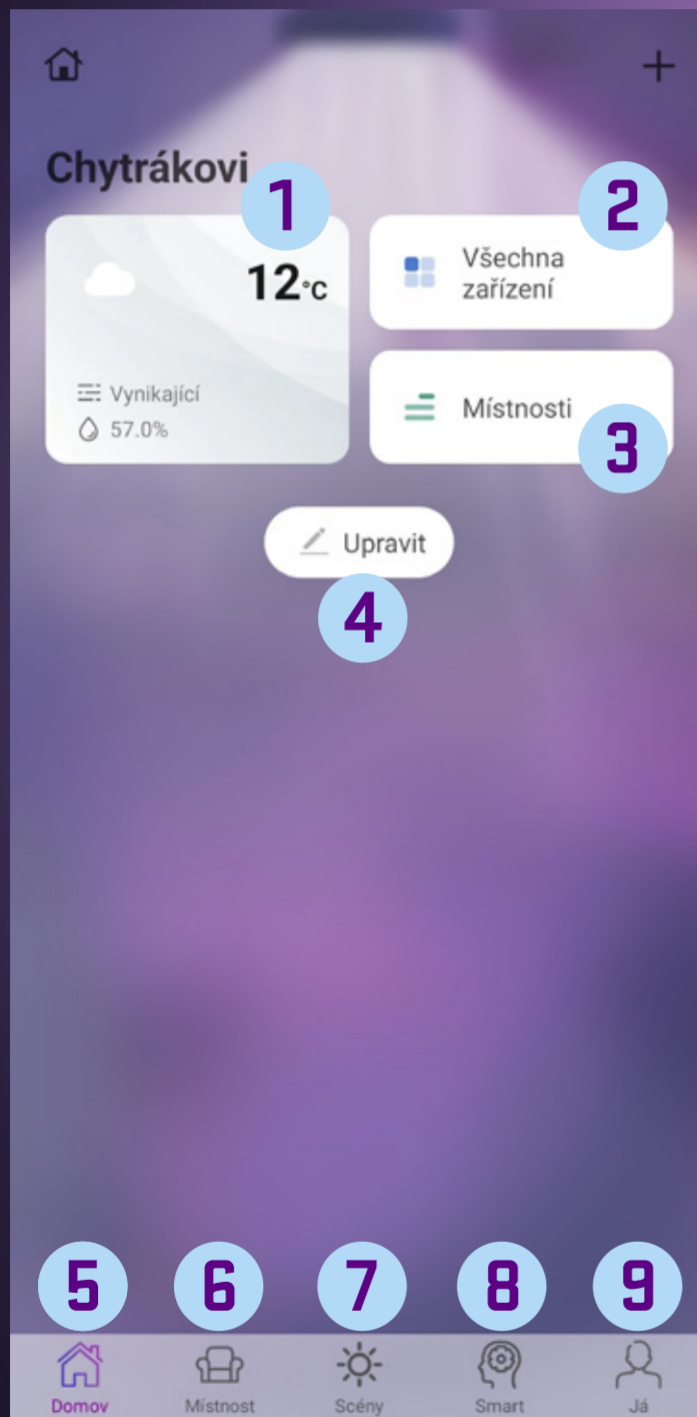 Chytrákovi
1
2
12°C
Všechna
zařízení
Vynikající
57.0%
Místnosti
3
Upravit
4
5
6
7
8
9
Domov
Místnost
Scény
Smart
Já